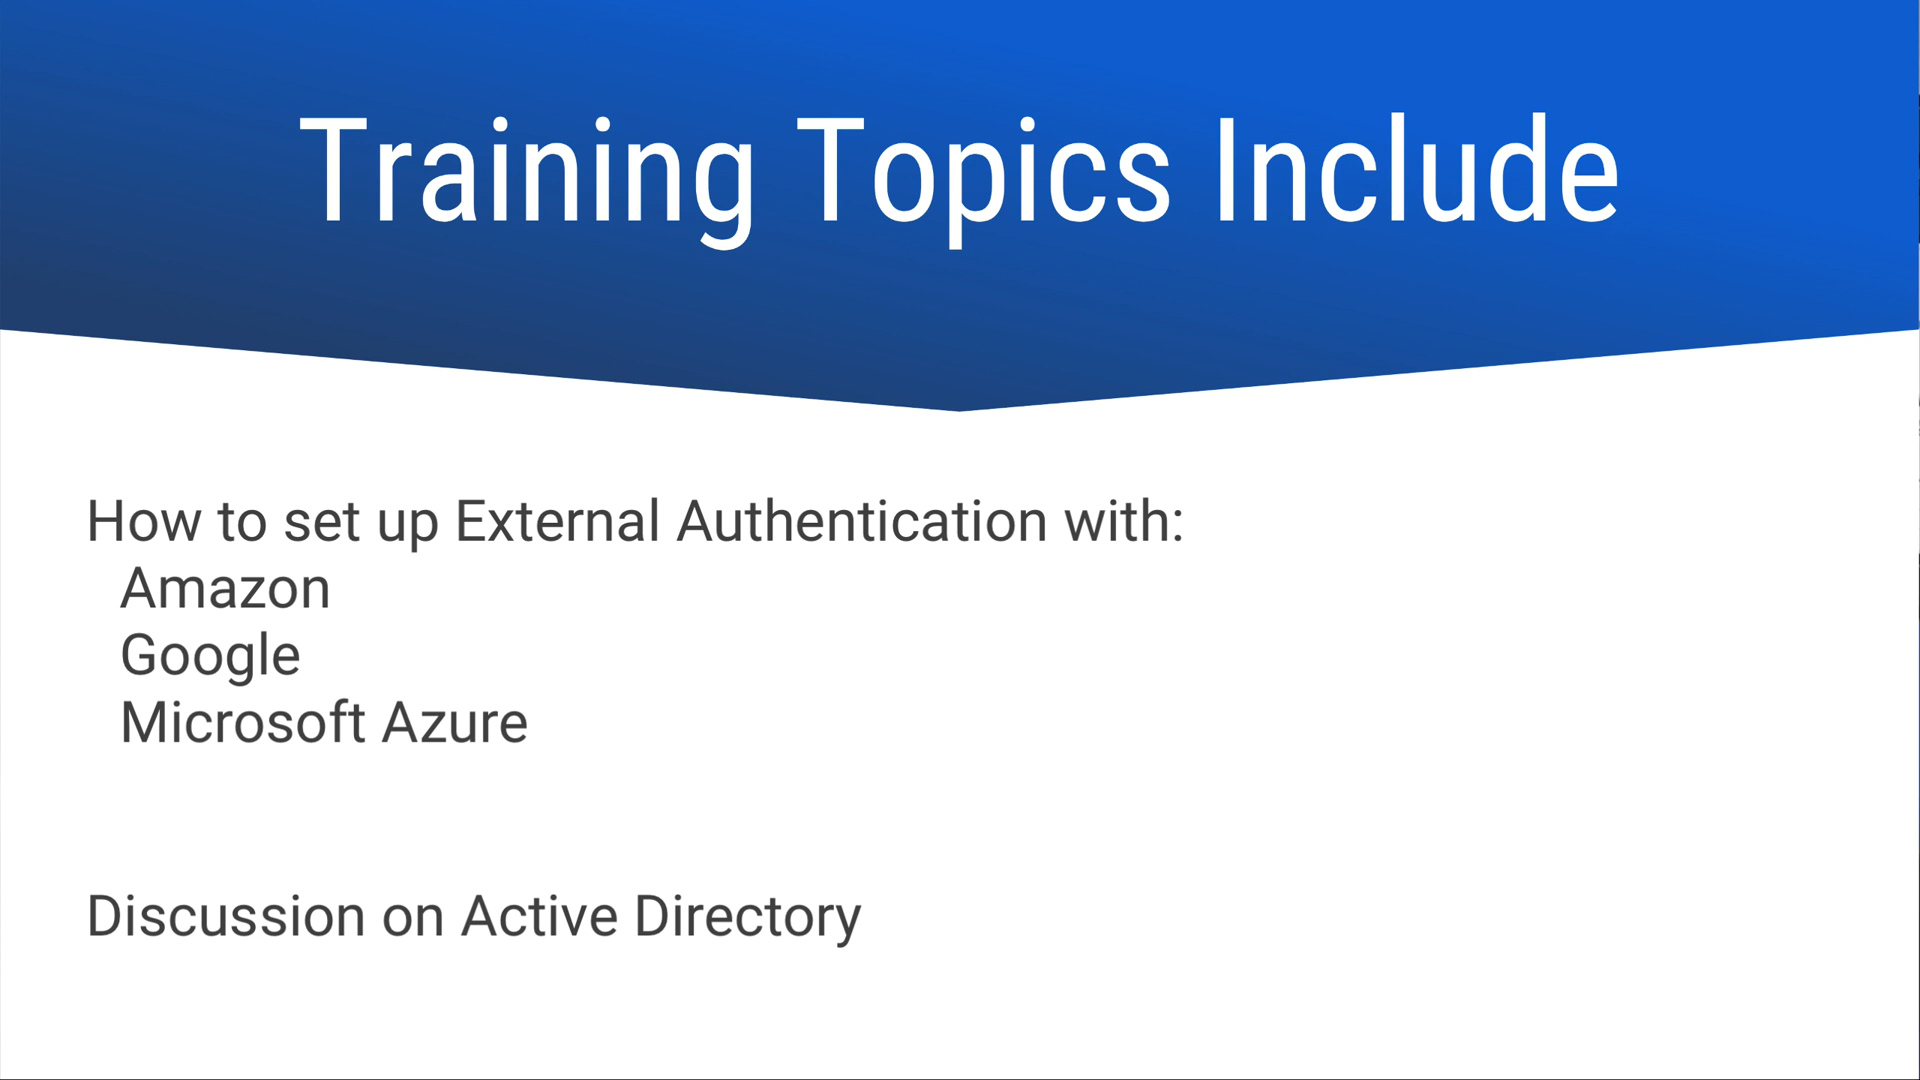 Training Topics Include
How to set up External Authentication with:
Amazon
Google
Microsoft Azure
Discussion on Active Directory